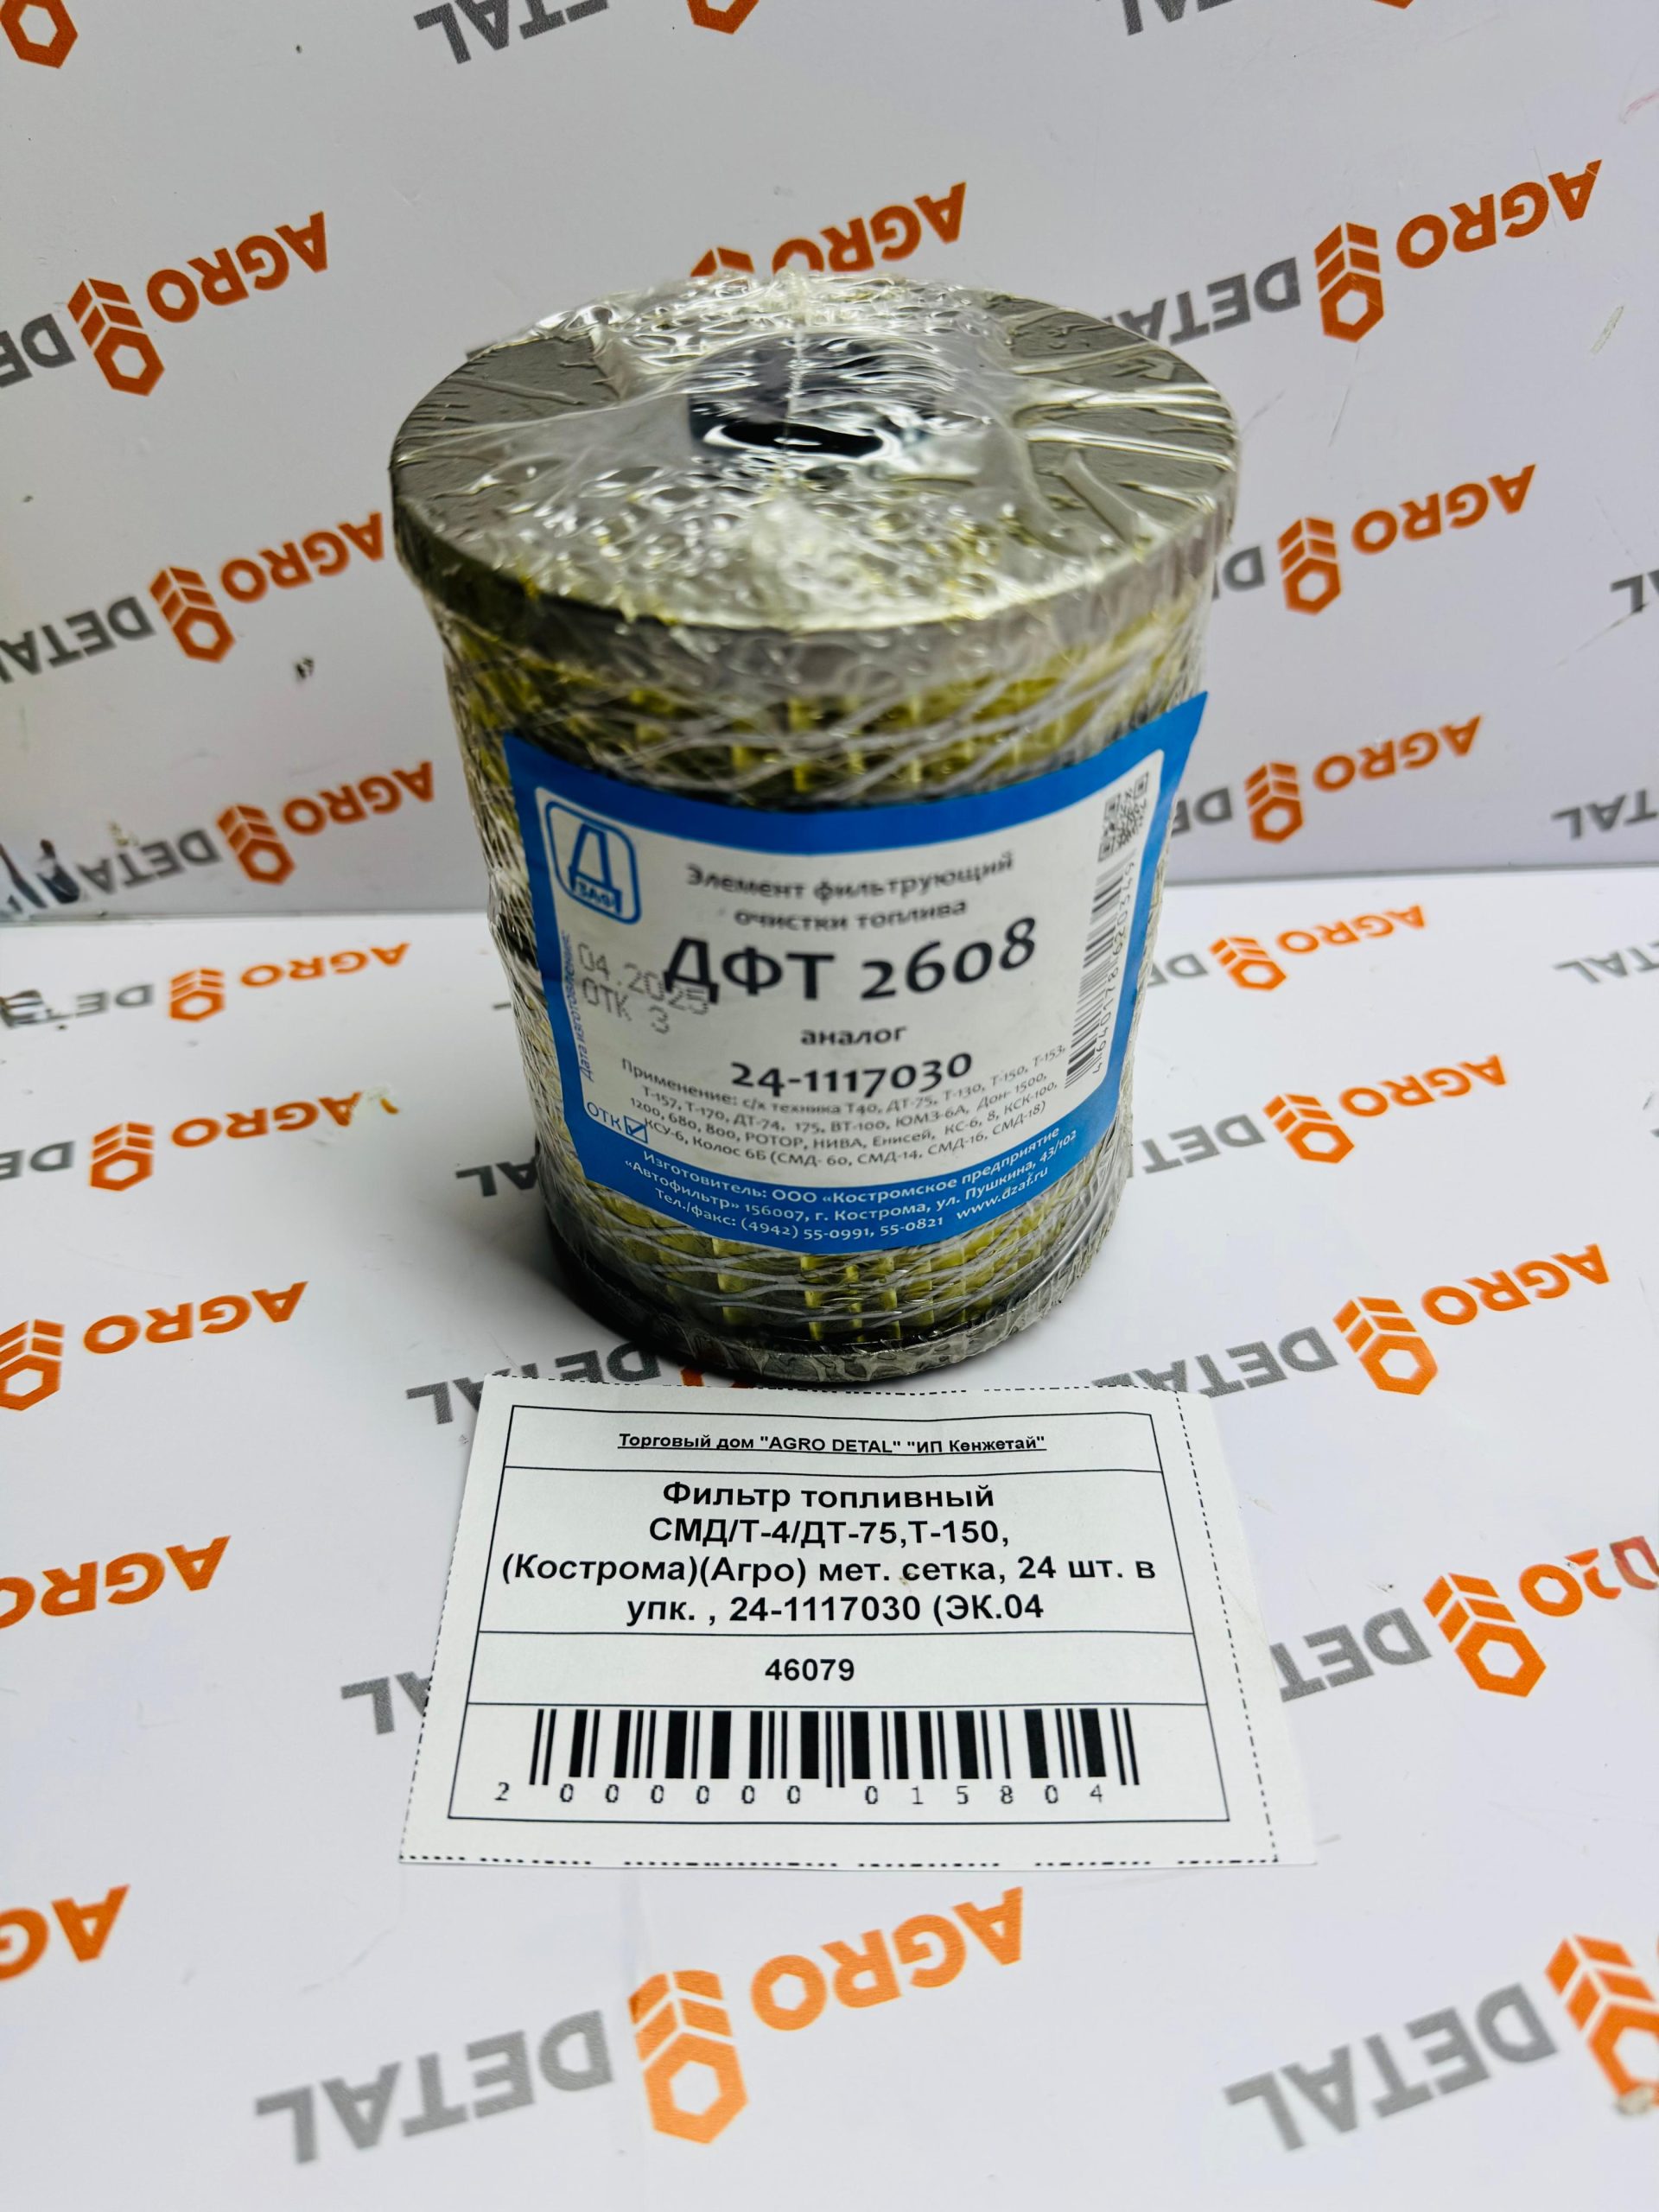 ДЗАФ
Элемент фильтрующий
очистки топлива
ДФТ 2608
аналог
24-1117030
Дата изготовления:
04.2025
ОТК 3
Применение: с/х техника Т40, ДТ-75, Т-130, Т-150, Т-153,
Т-157, Т-170, ДТ-74, 175, ВТ-100, ЮМЗ-6А, Дон- 1500,
1200, 680, 800, РОТОР, НИВА, Енисей, КС-6, 8, КСК-100,
КСУ-6, Колос 6Б (СМД- 60, СМД-14, СМД-16, СМД-18)
ОТК
Изготовитель: ООО «Костромское предприятие
«Автофильтр» 156007, г. Кострома, ул. Пушкина, 43/102
Тел./факс: (4942) 55-0991, 55-0821 www.dzaf.ru
Торговый дом "AGRO DETAL" "ИП Кенжетай"
Фильтр топливный
СМД/Т-4/ДТ-75,Т-150,
(Кострома)(Агро) мет. сетка, 24 шт. в
упк. , 24-1117030 (ЭК.04
46079
2 000000 015804
AGRO DETAL